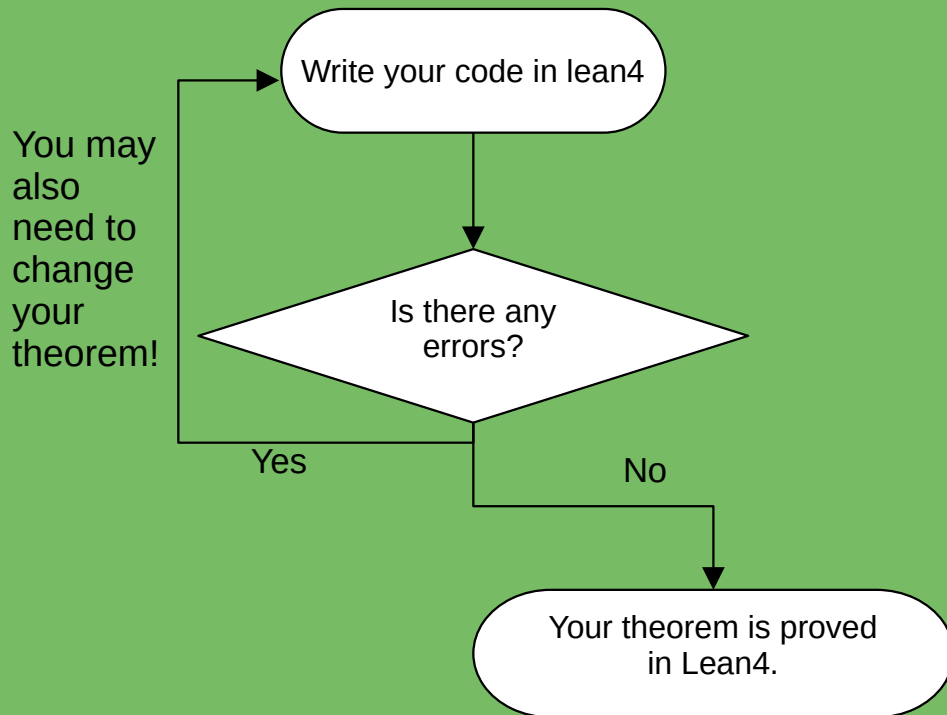 Write your code in lean4
You may
also
need to
change
your
theorem!
Is there any
errors?
Yes
No
Your theorem is proved
in Lean4.